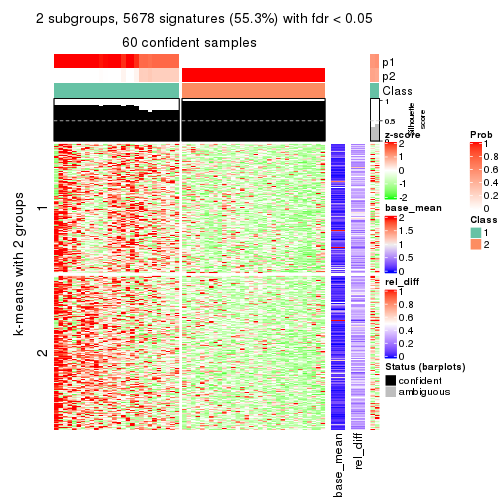 2 subgroups, 5678 signatures (55.3%) with fdr < 0.05
60 confident samples
p1
p2
Class
1
0.5
Silhouette
score
k-means with 2 groups
1
2
base_mean
rel_diff
z-score
2
1
0
-1
-2
base_mean
2
1.5
1
0.5
0
rel_diff
1
0.8
0.6
0.4
0.2
0
Status (barplots)
confident
ambiguous
Prob
1
0.8
0.6
0.4
0.2
0
Class
1
2